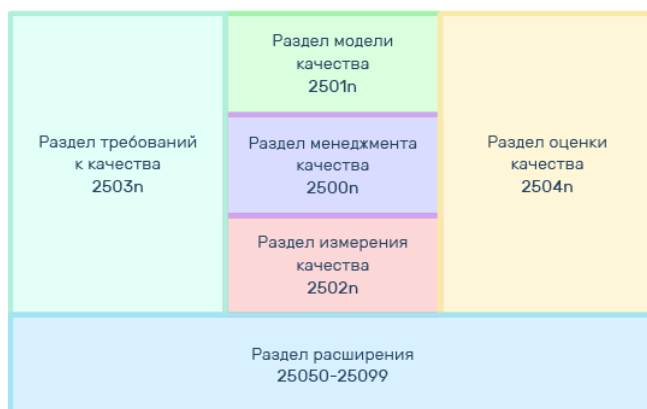 Раздел модели
качества
2501n
Раздел требований
к качества
2503n
Раздел менеджмента
качества
2500n
Раздел оценки
качества
2504n
Раздел измерения
качества
2502n
Раздел расширения
25050-25099